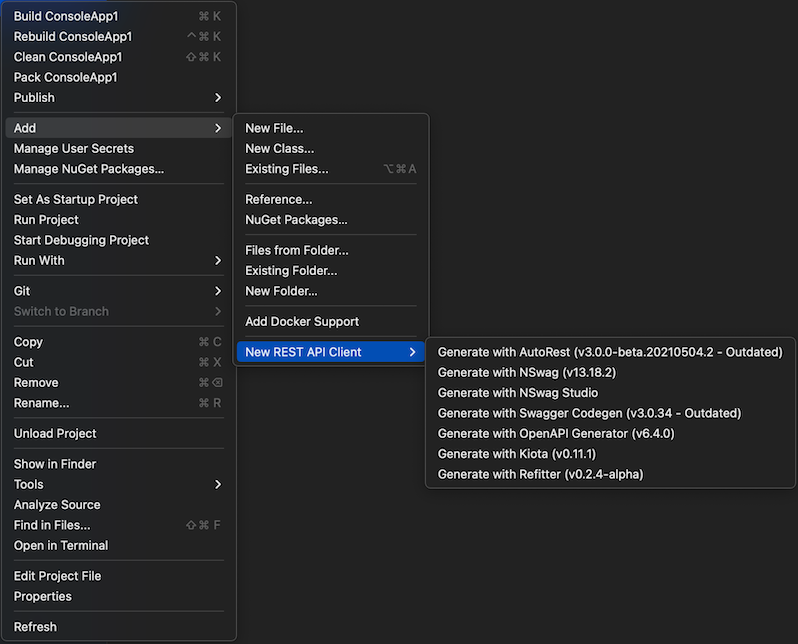 Build ConsoleApp1 ⌘ K
Rebuild ConsoleApp1 ⌃⌘ K
Clean ConsoleApp1 ⇧⌘ K
Pack ConsoleApp1
Publish
Add
Manage User Secrets
Manage NuGet Packages...
Set As Startup Project
Run Project
Start Debugging Project
Run With
Git
Switch to Branch
Copy ⌘ C
Cut ⌘ X
Remove ⌘⌫
Rename... ⌘ R
Unload Project
Show in Finder
Tools
Analyze Source
Find in Files... ⇧⌘ F
Open in Terminal
Edit Project File
Properties
Refresh
New File...
New Class...
Existing Files... ⌥⌘A
Reference...
NuGet Packages...
Files from Folder...
Existing Folder...
New Folder...
Add Docker Support
New REST API Client
Generate with AutoRest (v3.0.0-beta.20210504.2 - Outdated)
Generate with NSwag (v13.18.2)
Generate with NSwag Studio
Generate with Swagger Codegen (v3.0.34 - Outdated)
Generate with OpenAPI Generator (v6.4.0)
Generate with Kiota (v0.11.1)
Generate with Refitter (v0.2.4-alpha)